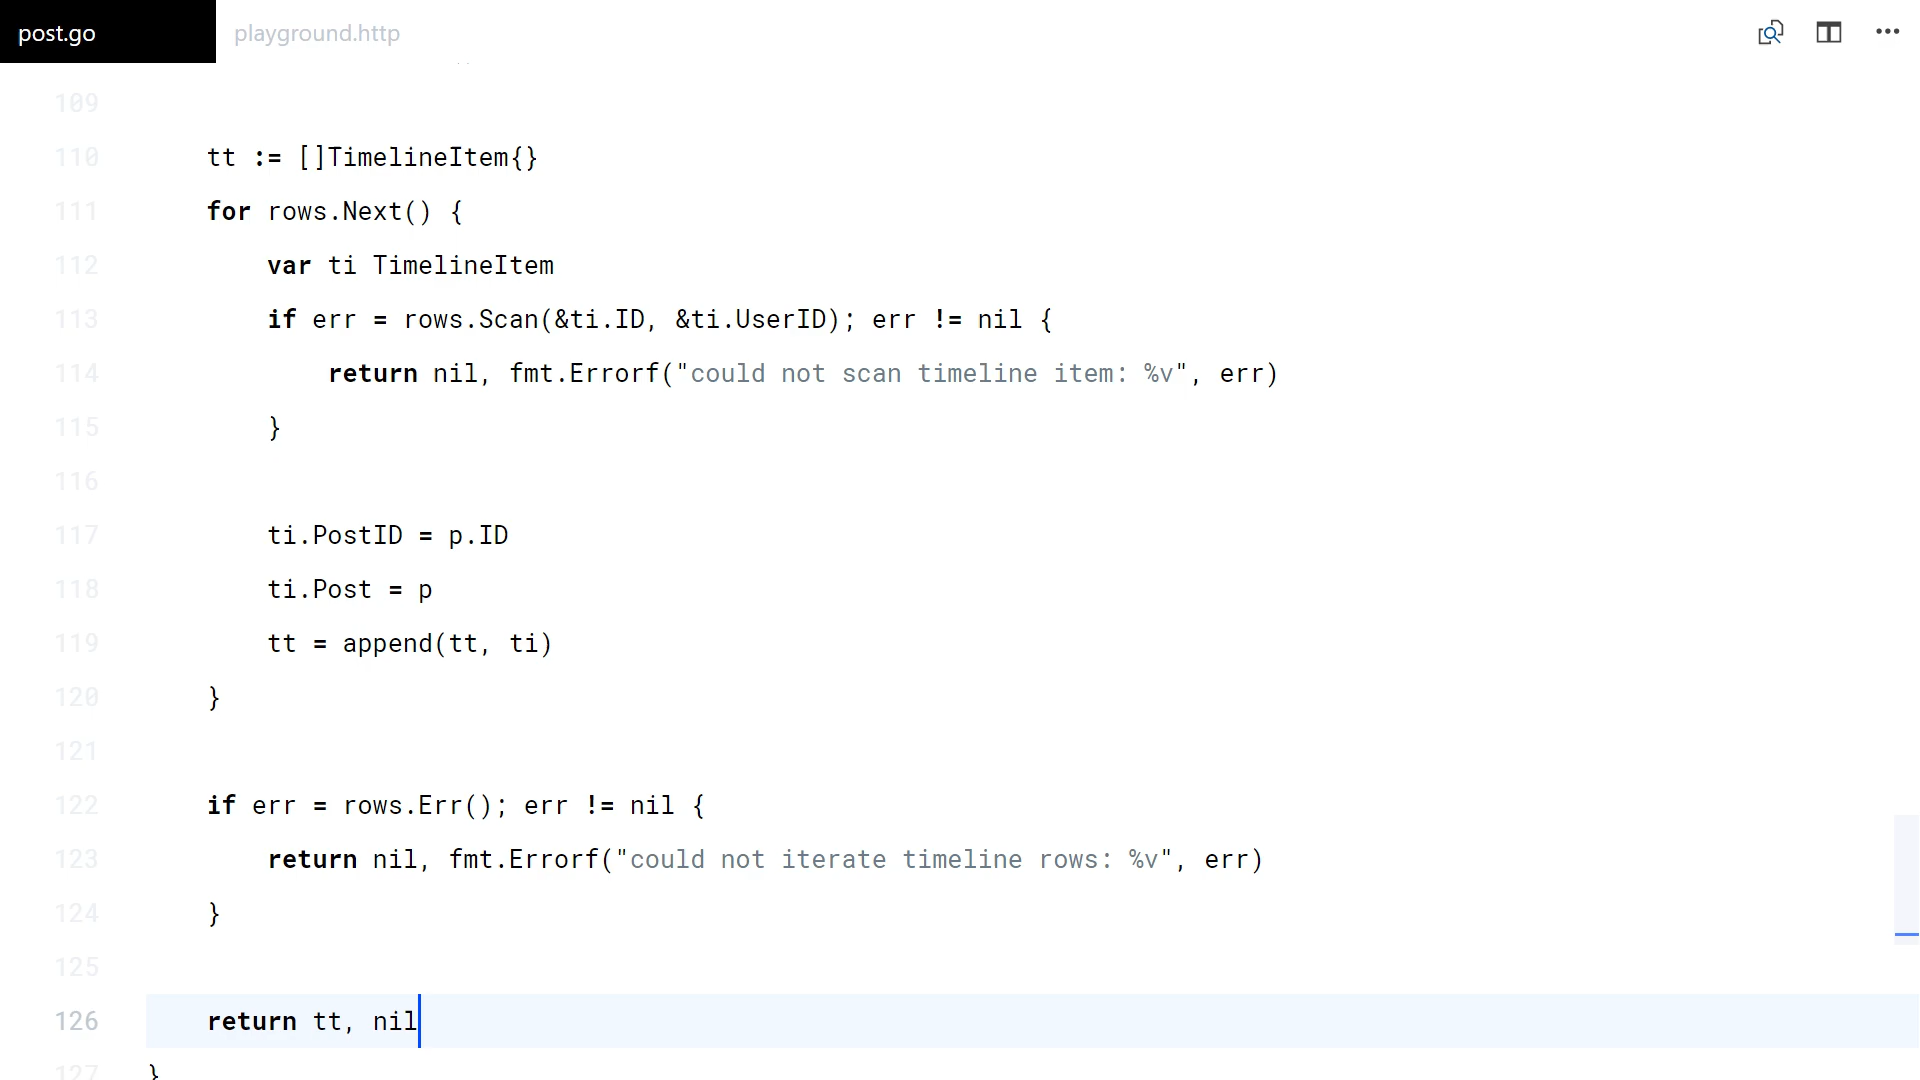 post.go playground.http
109
110 tt := []TimelineItem{}
111 for rows.Next() {
112 var ti TimelineItem
113 if err = rows.Scan(&ti.ID, &ti.UserID); err != nil {
114 return nil, fmt.Errorf("could not scan timeline item: %v", err)
115 }
116
117 ti.PostID = p.ID
118 ti.Post = p
119 tt = append(tt, ti)
120 }
121
122 if err = rows.Err(); err != nil {
123 return nil, fmt.Errorf("could not iterate timeline rows: %v", err)
124 }
125
126 return tt, nil
127 }